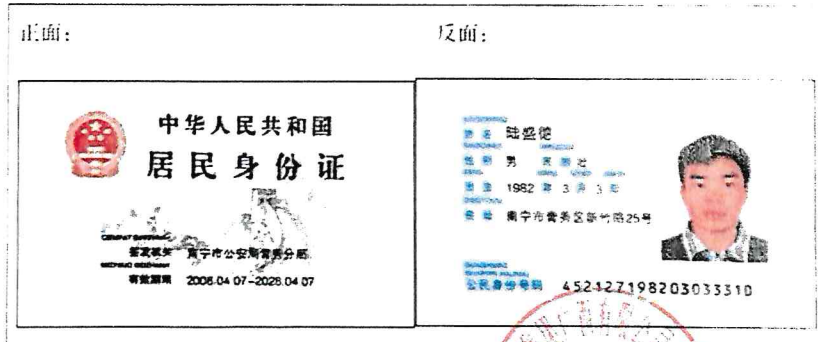 正面：
反面：
中华人民共和国
居民身份证
签发机关 南宁市公安局青秀分局
有效期限 2006.04.07-2026.04.07
姓名 陆盛德
性别 男 民族 壮
出生 1982 年 3 月 3 日
住址 南宁市青秀区新竹路25号
公民身份号码 452127198203033310